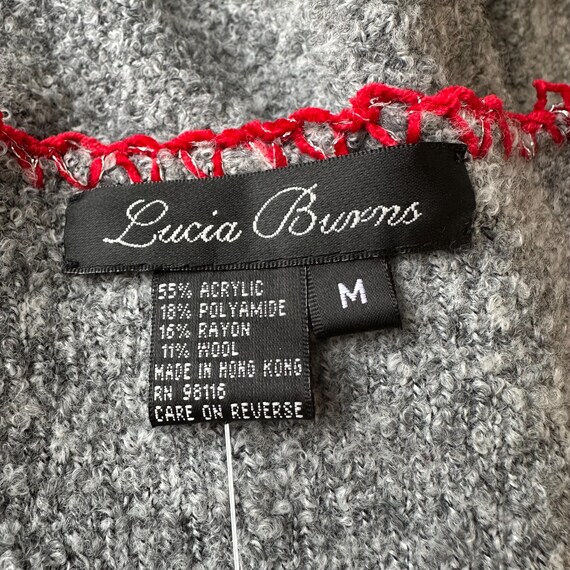 Lucia Burns
55% ACRYLIC
18% POLYAMIDE
16% RAYON
11% WOOL
MADE IN HONG KONG
RN 98116
CARE ON REVERSE
M